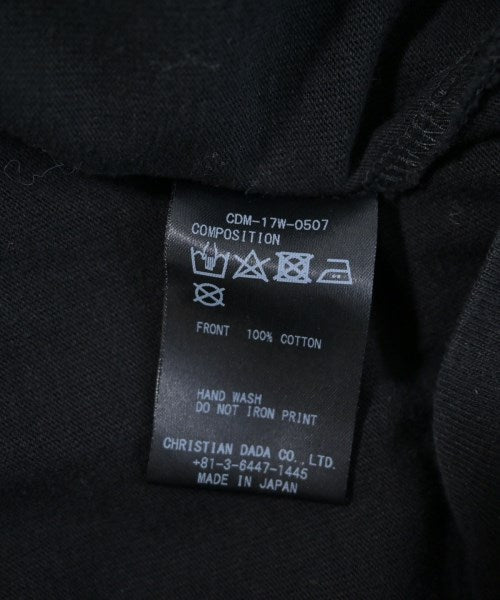 CDM-17W-0507
COMPOSITION
FRONT 100% COTTON
HAND WASH
DO NOT IRON PRINT
CHRISTIAN DADA CO.,LTD.
+81-3-6447-1445
MADE IN JAPAN